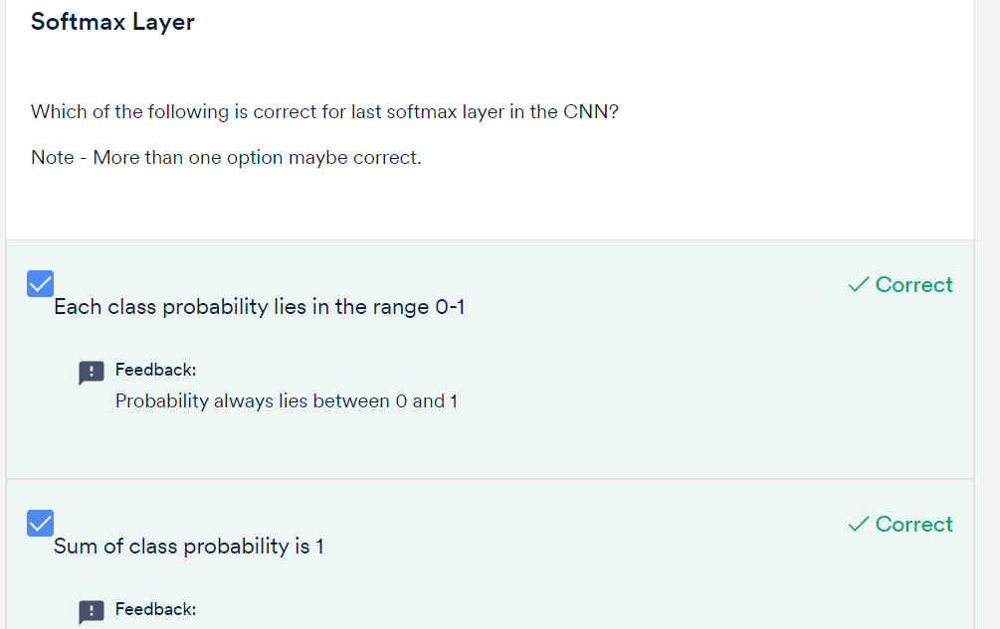 Softmax Layer
Which of the following is correct for last softmax layer in the CNN?
Note - More than one option maybe correct.
Correct
Each class probability lies in the range 0-1
Feedback:
Probability always lies between 0 and 1
Correct
Sum of class probability is 1
Feedback: